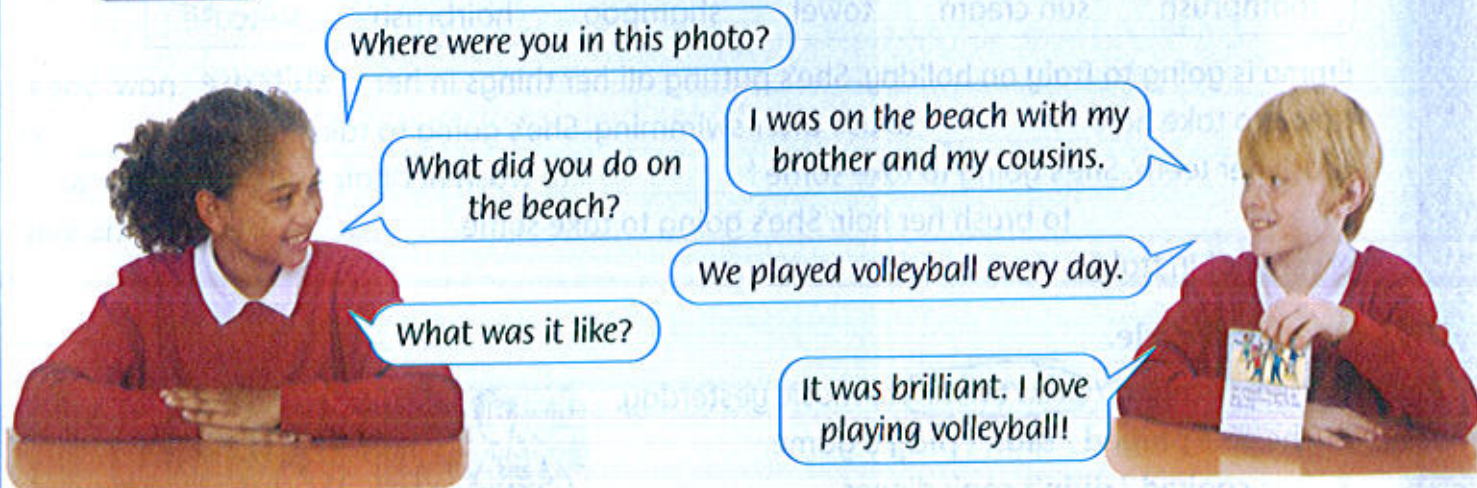 Where were you in this photo?
I was on the beach with my
brother and my cousins.
What did you do on
the beach?
We played volleyball every day.
What was it like?
It was brilliant. I love
playing volleyball!